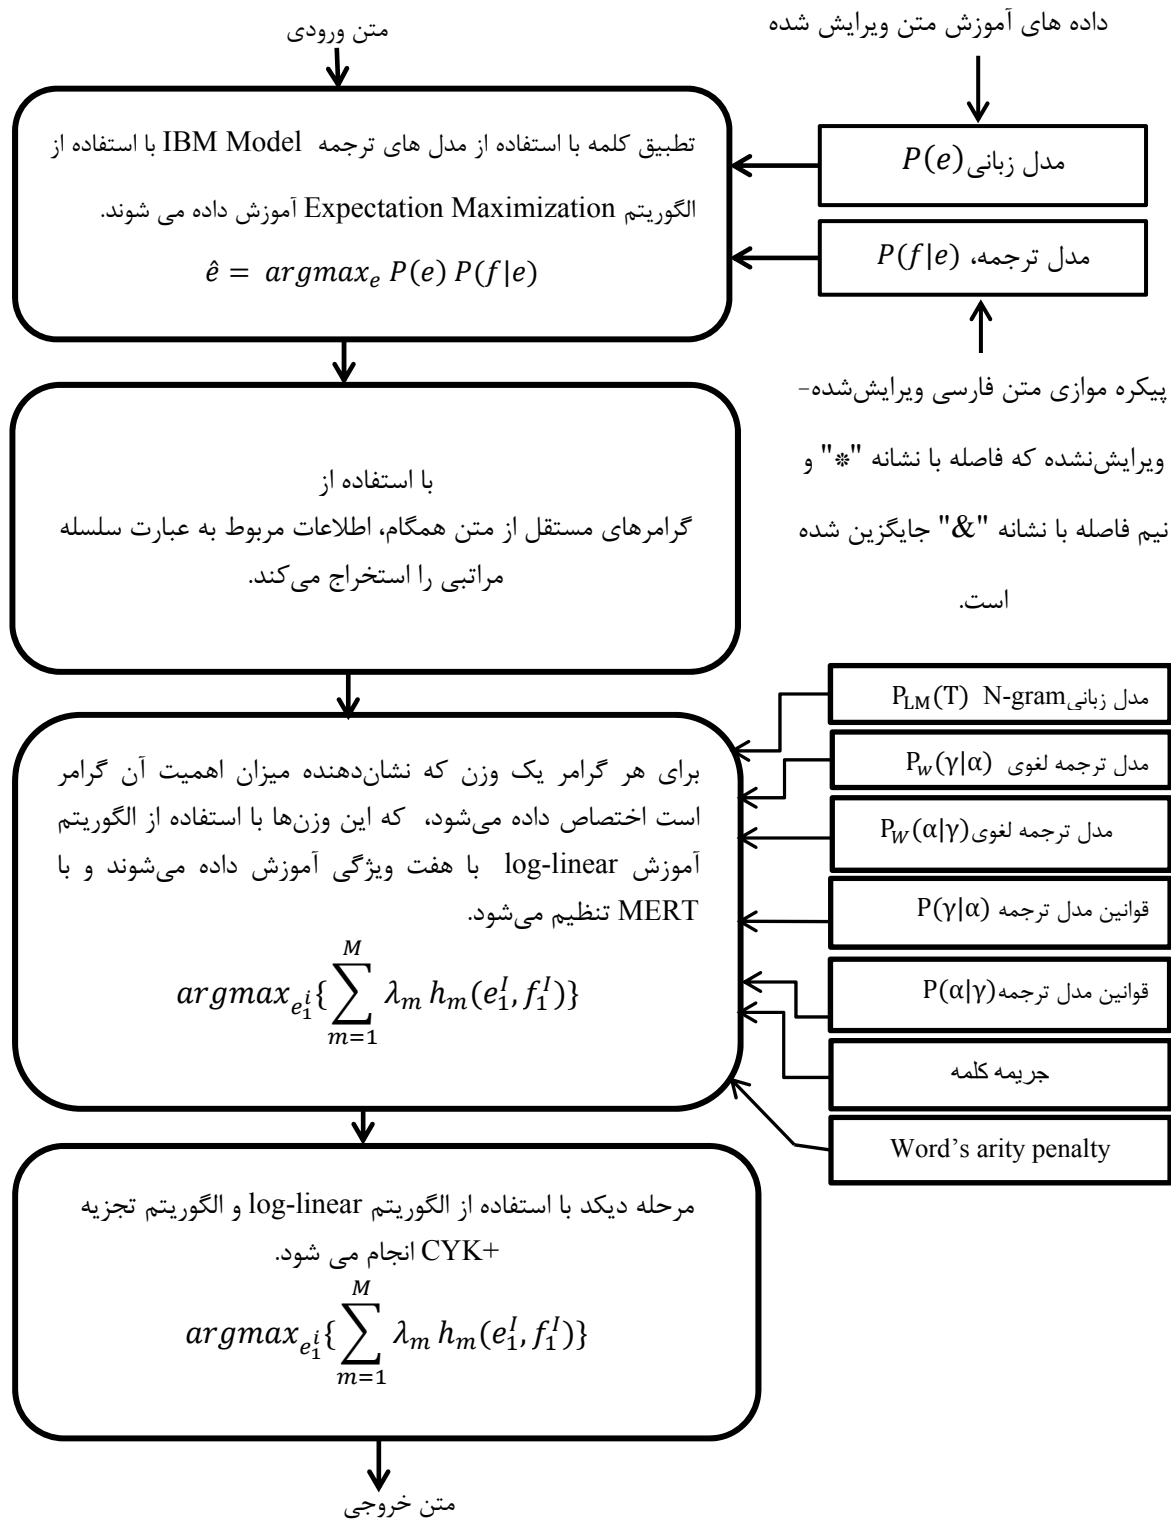 متن ورودی
داده های آموزش متن ویرایش شده
تطبیق کلمه با استفاده از مدل های ترجمه IBM Model با استفاده از
الگوریتم Expectation Maximization آموزش داده می شوند.
ê = argmaxₑ P(e) P(f|e)
مدل زبانی P(e)
مدل ترجمه، P(f|e)
پیکره موازی متن فارسی ویرایش‌شده-
ویرایش‌نشده که فاصله با نشانه "*" و
نیم فاصله با نشانه "&" جایگزین شده
است.
با استفاده از
گرامرهای مستقل از متن همگام، اطلاعات مربوط به عبارت سلسله
مراتبی را استخراج می‌کند.
برای هر گرامر یک وزن که نشان‌دهنده میزان اهمیت آن گرامر
است اختصاص داده می‌شود، که این وزن‌ها با استفاده از الگوریتم
آموزش log-linear با هفت ویژگی آموزش داده می‌شوند و با
MERT تنظیم می‌شود.
argmax_{e_1^i}{∑_{m=1}^{M} λ_m h_m(e_1^I, f_1^I)}
مدل زبانی N-gram P_LM(T)
مدل ترجمه لغوی P_w(γ|α)
مدل ترجمه لغوی P_W(α|γ)
قوانین مدل ترجمه P(γ|α)
قوانین مدل ترجمه P(α|γ)
جریمه کلمه
Word’s arity penalty
مرحله دیکد با استفاده از الگوریتم log-linear و الگوریتم تجزیه
CYK+ انجام می شود.
argmax_{e_1^i}{∑_{m=1}^{M} λ_m h_m(e_1^I, f_1^I)}
متن خروجی